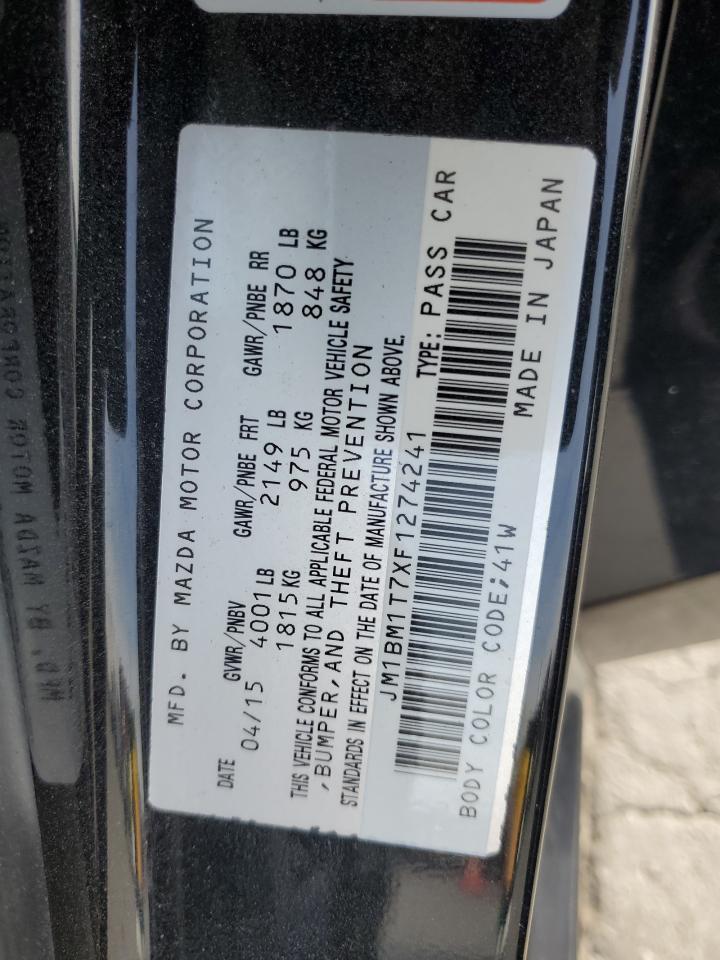 MFD. BY MAZDA MOTOR CORPORATION
DATE GVWR/PNBV GAWR/PNBE FRT GAWR/PNBE RR
04/15 4001LB 2149 LB 1870 LB
1815KG 975 KG 848 KG
THIS VEHICLE CONFORMS TO ALL APPLICABLE FEDERAL MOTOR VEHICLE SAFETY
,BUMPER,AND THEFT PREVENTION
STANDARDS IN EFFECT ON THE DATE OF MANUFACTURE SHOWN ABOVE.
JM1BM1T7XF1274241 TYPE: PASS CAR
BODY COLOR CODE;41W MADE IN JAPAN